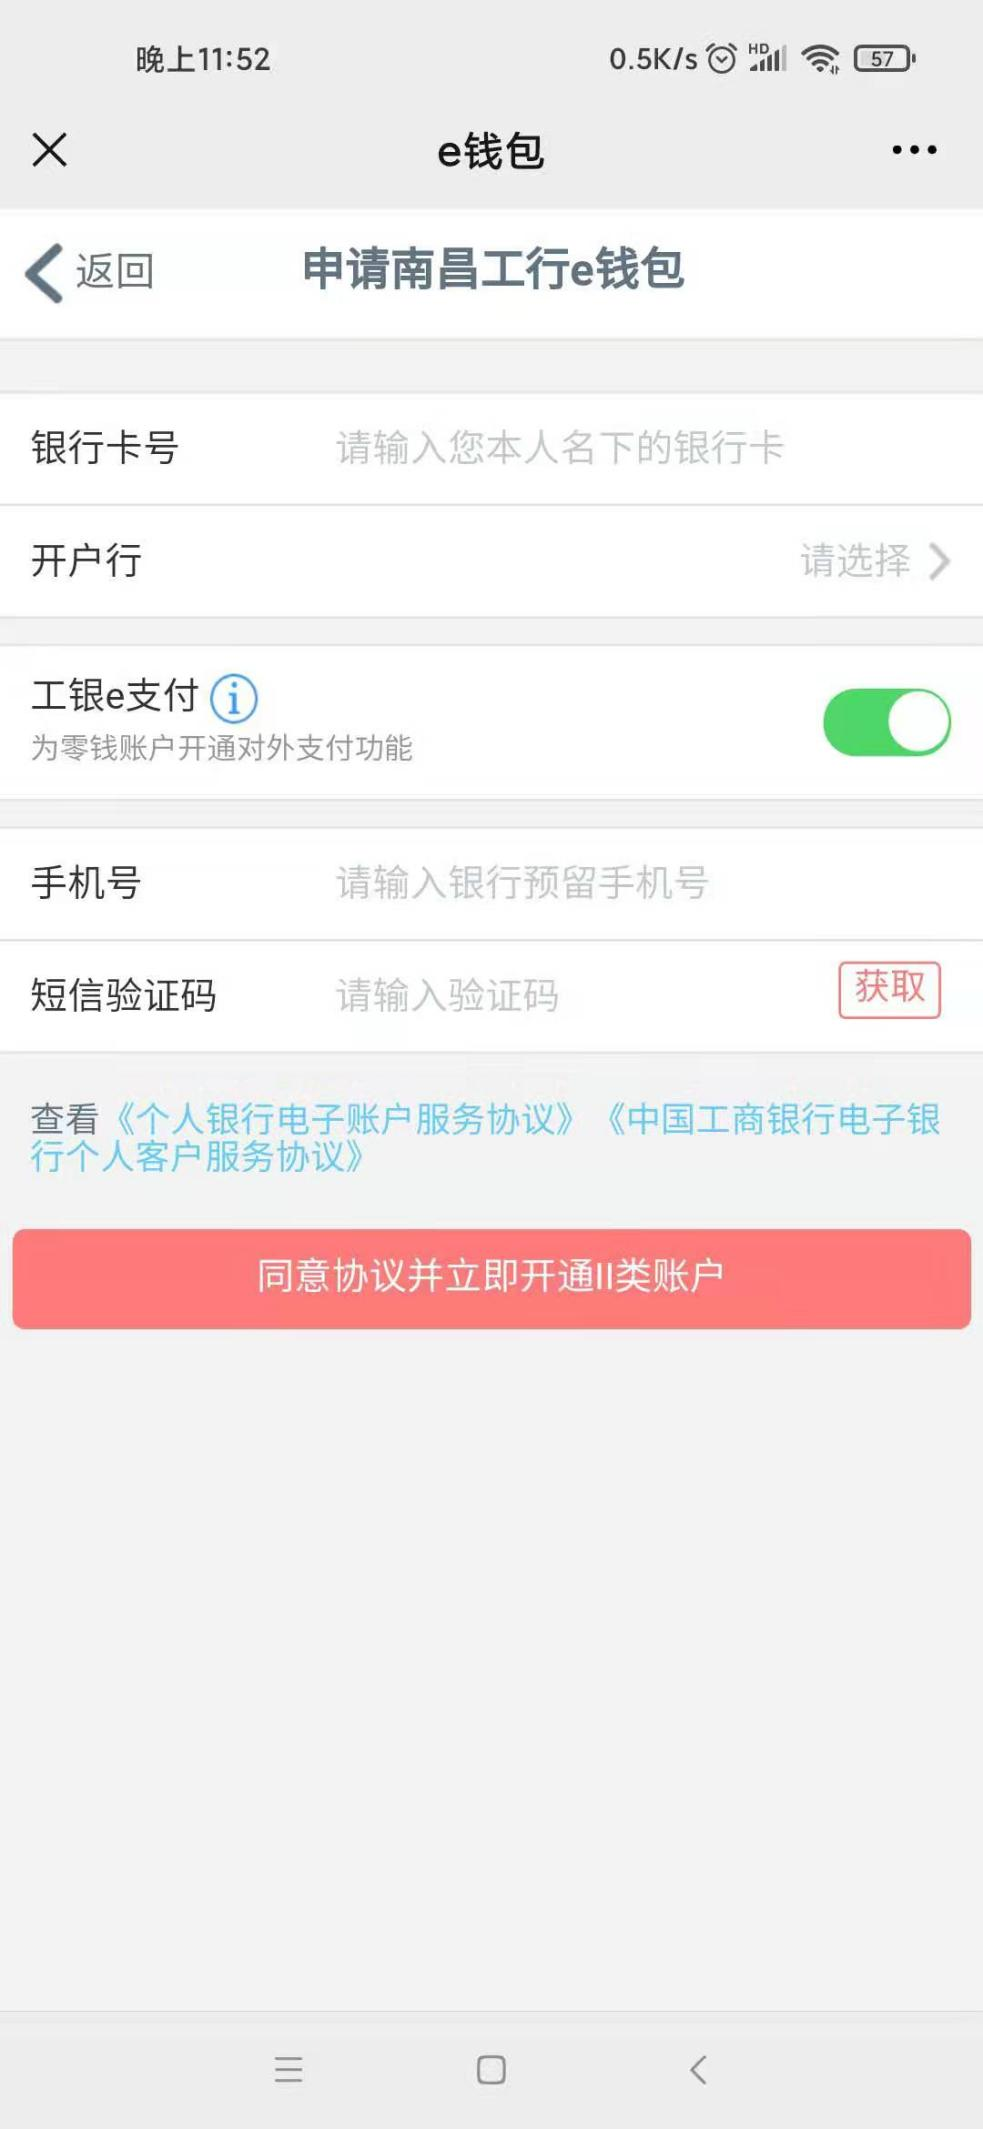 晚上11:52
0.5K/s HD 57
e钱包
返回 申请南昌工行e钱包
银行卡号 请输入您本人名下的银行卡
开户行 请选择
工银e支付
为零钱账户开通对外支付功能
手机号 请输入银行预留手机号
短信验证码 请输入验证码 获取
查看《个人银行电子账户服务协议》《中国工商银行电子银
行个人客户服务协议》
同意协议并立即开通II类账户